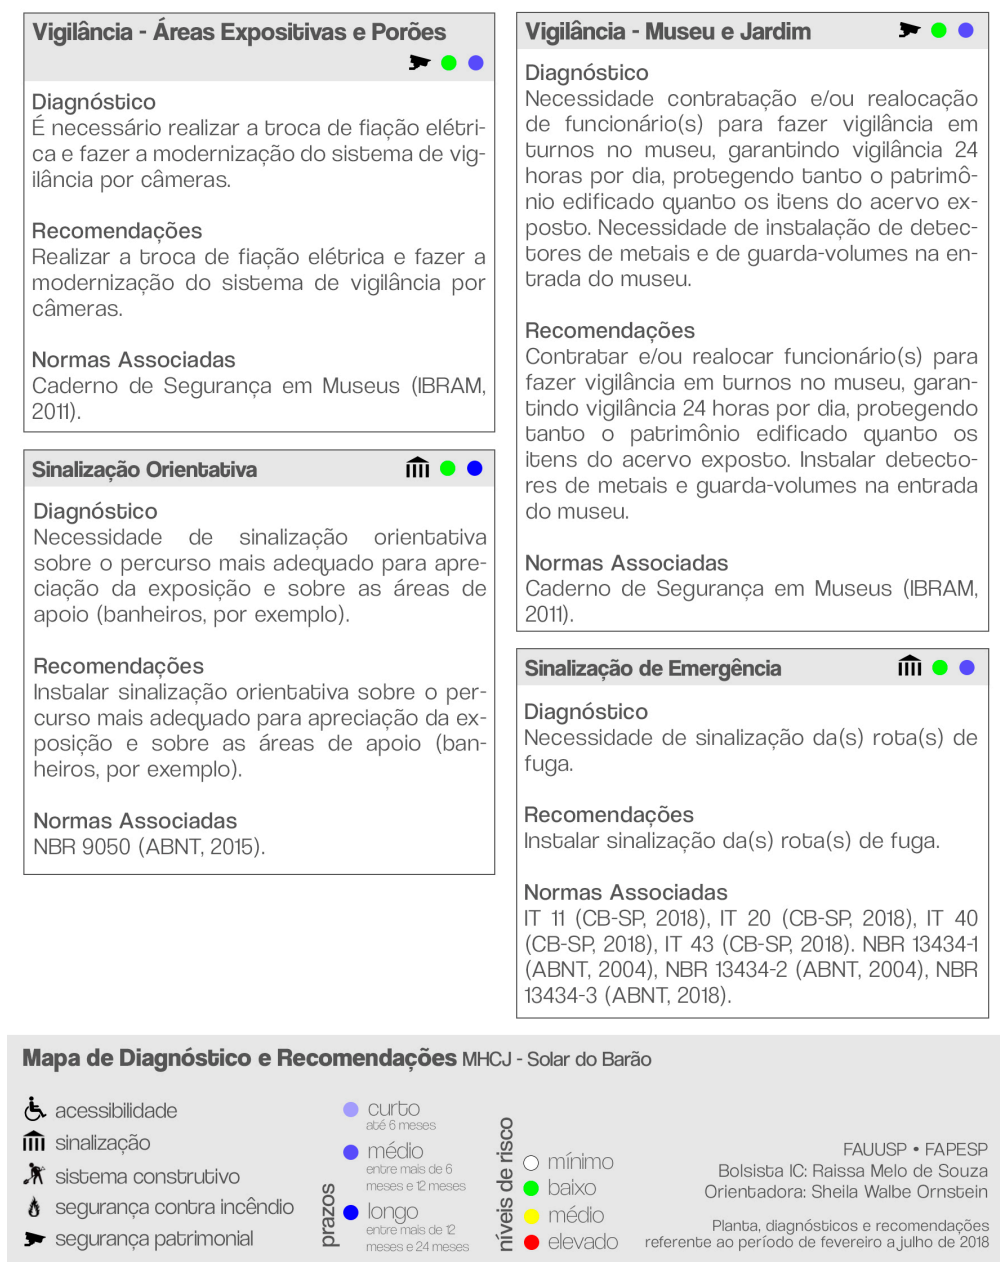 Vigilância - Áreas Expositivas e Porões
Diagnóstico
É necessário realizar a troca de fiação elétri-
ca e fazer a modernização do sistema de vig-
ilância por câmeras.
Recomendações
Realizar a troca de fiação elétrica e fazer a
modernização do sistema de vigilância por
câmeras.
Normas Associadas
Caderno de Segurança em Museus (IBRAM,
2011).
Sinalização Orientativa
Diagnóstico
Necessidade de sinalização orientativa
sobre o percurso mais adequado para apre-
ciação da exposição e sobre as áreas de
apoio (banheiros, por exemplo).
Recomendações
Instalar sinalização orientativa sobre o per-
curso mais adequado para apreciação da ex-
posição e sobre as áreas de apoio (ban-
heiros, por exemplo).
Normas Associadas
NBR 9050 (ABNT, 2015).
Vigilância - Museu e Jardim
Diagnóstico
Necessidade contratação e/ou realocação
de funcionário(s) para fazer vigilância em
turnos no museu, garantindo vigilância 24
horas por dia, protegendo tanto o patrimô-
nio edificado quanto os itens do acervo ex-
posto. Necessidade de instalação de detec-
tores de metais e de guarda-volumes na en-
trada do museu.
Recomendações
Contratar e/ou realocar funcionário(s) para
fazer vigilância em turnos no museu, garan-
tindo vigilância 24 horas por dia, protegendo
tanto o patrimônio edificado quanto os
itens do acervo exposto. Instalar detecto-
res de metais e guarda-volumes na entrada
do museu.
Normas Associadas
Caderno de Segurança em Museus (IBRAM,
2011).
Sinalização de Emergência
Diagnóstico
Necessidade de sinalização da(s) rota(s) de
fuga.
Recomendações
Instalar sinalização da(s) rota(s) de fuga.
Normas Associadas
IT 11 (CB-SP, 2018), IT 20 (CB-SP, 2018), IT 40
(CB-SP, 2018), IT 43 (CB-SP, 2018). NBR 13434-1
(ABNT, 2004), NBR 13434-2 (ABNT, 2004), NBR
13434-3 (ABNT, 2018).
Mapa de Diagnóstico e Recomendações MHCJ - Solar do Barão
acessibilidade
sinalização
sistema construtivo
segurança contra incêndio
segurança patrimonial
prazos
curto
até 6 meses
médio
entre mais de 6
meses e 12 meses
longo
entre mais de 12
meses e 24 meses
níveis de risco
mínimo
baixo
médio
elevado
FAUUSP • FAPESP
Bolsista IC: Raissa Melo de Souza
Orientadora: Sheila Walbe Ornstein
Planta, diagnósticos e recomendações
referente ao período de fevereiro a julho de 2018